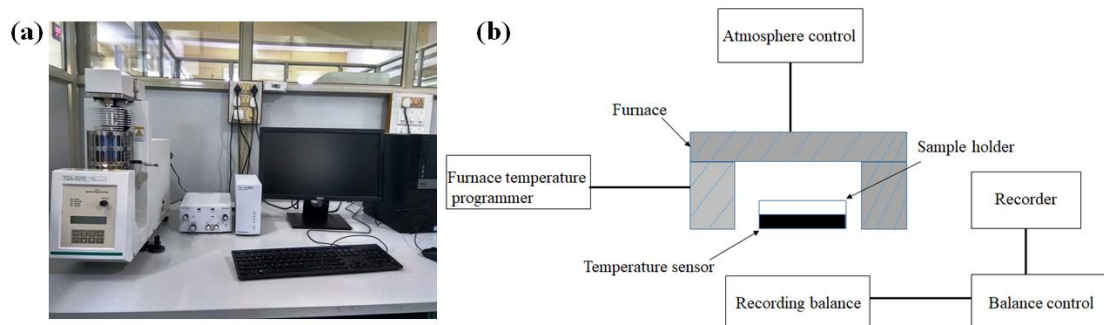 (a)
(b)
Atmosphere control
Furnace
Sample holder
Furnace temperature
programmer
Recorder
Temperature sensor
Recording balance
Balance control